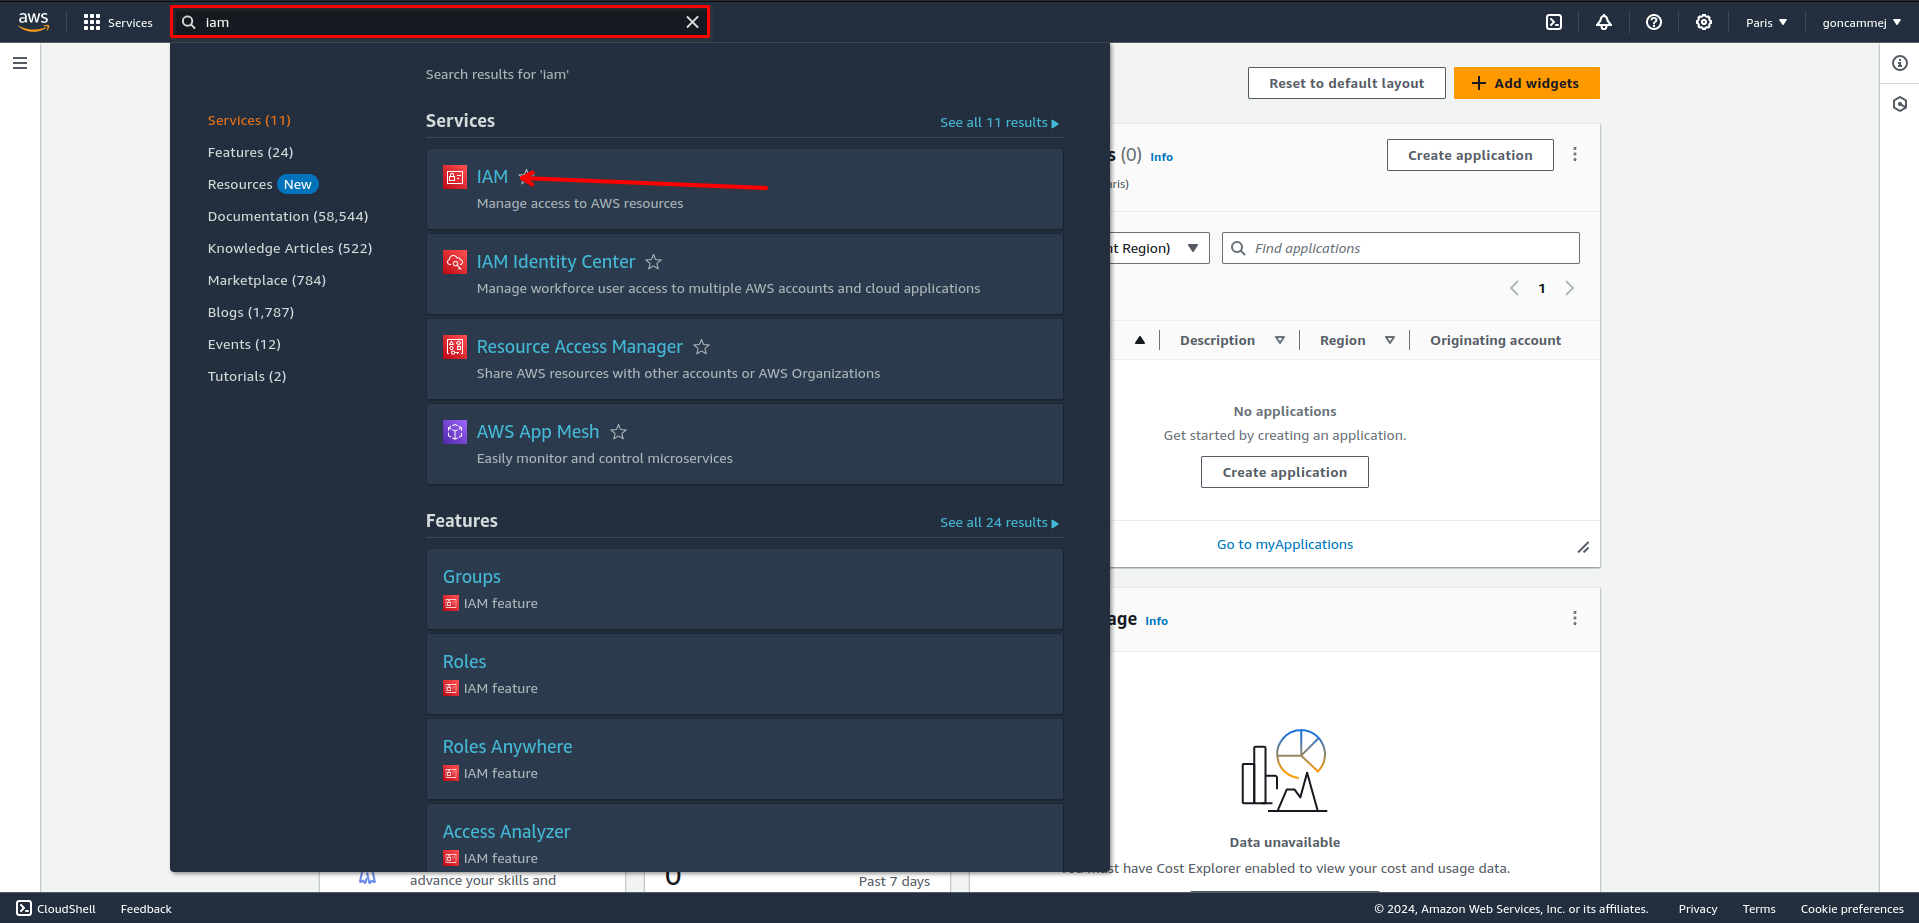 aws
Services
iam
Paris
goncammej
Search results for 'iam'
Services (11)
Features (24)
Resources New
Documentation (58,544)
Knowledge Articles (522)
Marketplace (784)
Blogs (1,787)
Events (12)
Tutorials (2)
Services
See all 11 results
IAM
Manage access to AWS resources
IAM Identity Center
Manage workforce user access to multiple AWS accounts and cloud applications
Resource Access Manager
Share AWS resources with other accounts or AWS Organizations
AWS App Mesh
Easily monitor and control microservices
Features
See all 24 results
Groups
IAM feature
Roles
IAM feature
Roles Anywhere
IAM feature
Access Analyzer
IAM feature
Reset to default layout
Add widgets
s (0) Info
Create application
ris)
nt Region)
Find applications
1
Description
Region
Originating account
No applications
Get started by creating an application.
Create application
Go to myApplications
age Info
Data unavailable
must have Cost Explorer enabled to view your cost and usage data.
advance your skills and
0
Past 7 days
CloudShell
Feedback
© 2024, Amazon Web Services, Inc. or its affiliates.
Privacy
Terms
Cookie preferences